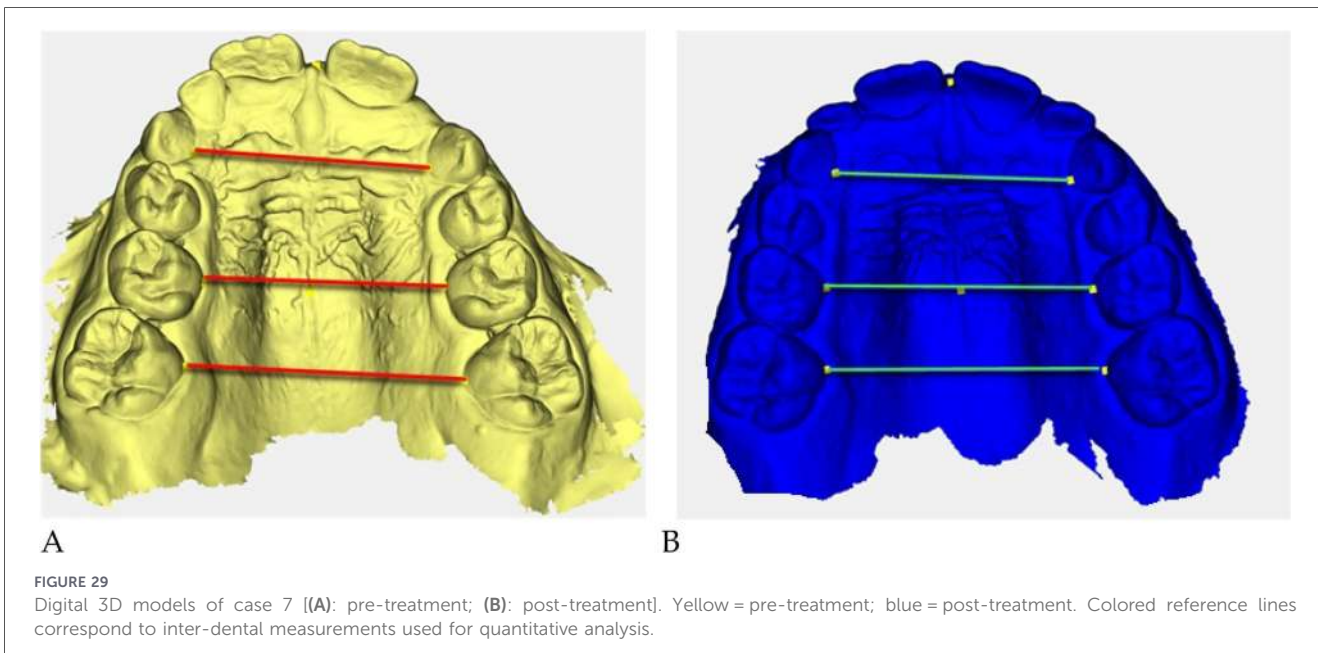 A
B
FIGURE 29
Digital 3D models of case 7 [(A): pre-treatment; (B): post-treatment]. Yellow = pre-treatment; blue = post-treatment. Colored reference lines
correspond to inter-dental measurements used for quantitative analysis.